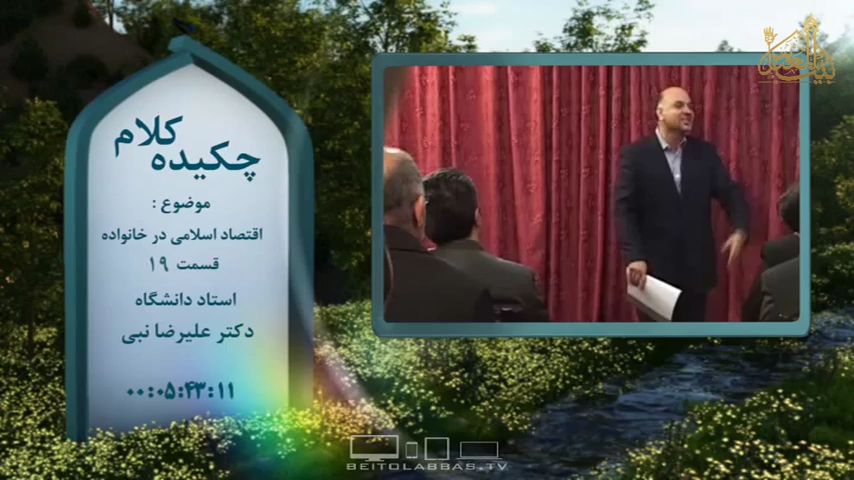 چکیده کلام
موضوع :
اقتصاد اسلامی در خانواده
قسمت ۱۹
استاد دانشگاه
دکتر علیرضا نبی
۰۰:۰۵:۴۳:۱۱
BEITOLABBAS.TV